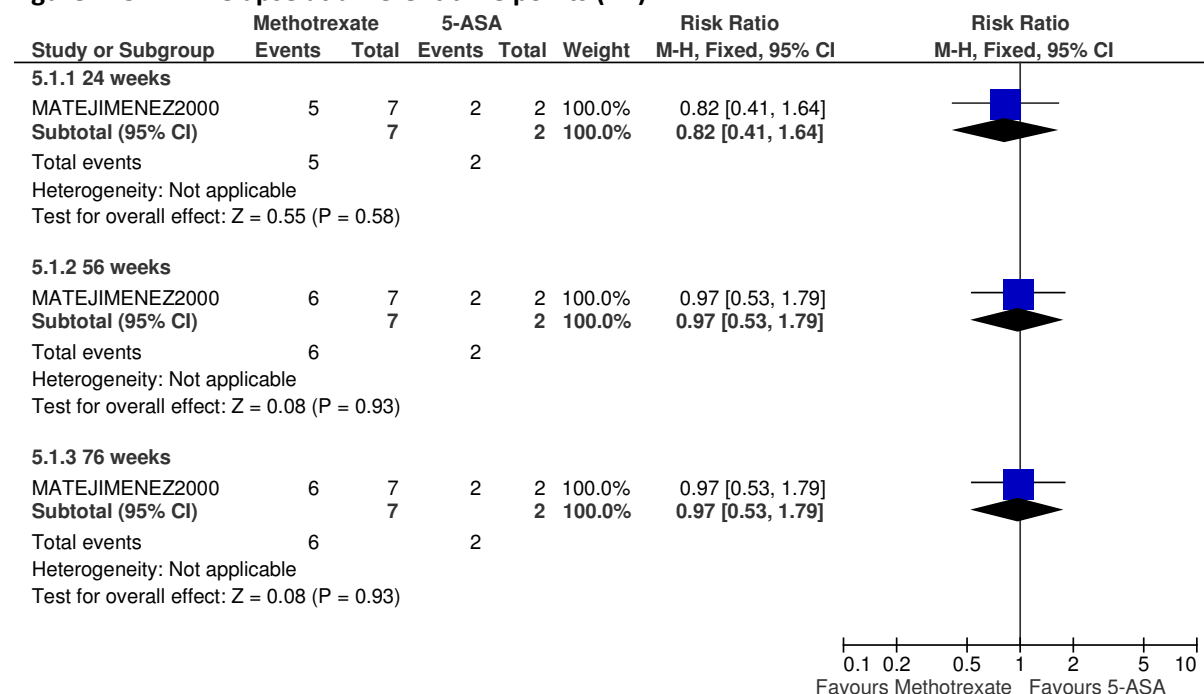 Methotrexate 5-ASA Risk Ratio Risk Ratio
Study or Subgroup Events Total Events Total Weight M-H, Fixed, 95% CI M-H, Fixed, 95% CI
5.1.1 24 weeks
MATEJIMENEZ2000 5 7 2 2 100.0% 0.82 [0.41, 1.64]
Subtotal (95% CI) 7 2 100.0% 0.82 [0.41, 1.64]
Total events 5 2
Heterogeneity: Not applicable
Test for overall effect: Z = 0.55 (P = 0.58)
5.1.2 56 weeks
MATEJIMENEZ2000 6 7 2 2 100.0% 0.97 [0.53, 1.79]
Subtotal (95% CI) 7 2 100.0% 0.97 [0.53, 1.79]
Total events 6 2
Heterogeneity: Not applicable
Test for overall effect: Z = 0.08 (P = 0.93)
5.1.3 76 weeks
MATEJIMENEZ2000 6 7 2 2 100.0% 0.97 [0.53, 1.79]
Subtotal (95% CI) 7 2 100.0% 0.97 [0.53, 1.79]
Total events 6 2
Heterogeneity: Not applicable
Test for overall effect: Z = 0.08 (P = 0.93)
0.1 0.2 0.5 1 2 5 10
Favours Methotrexate Favours 5-ASA